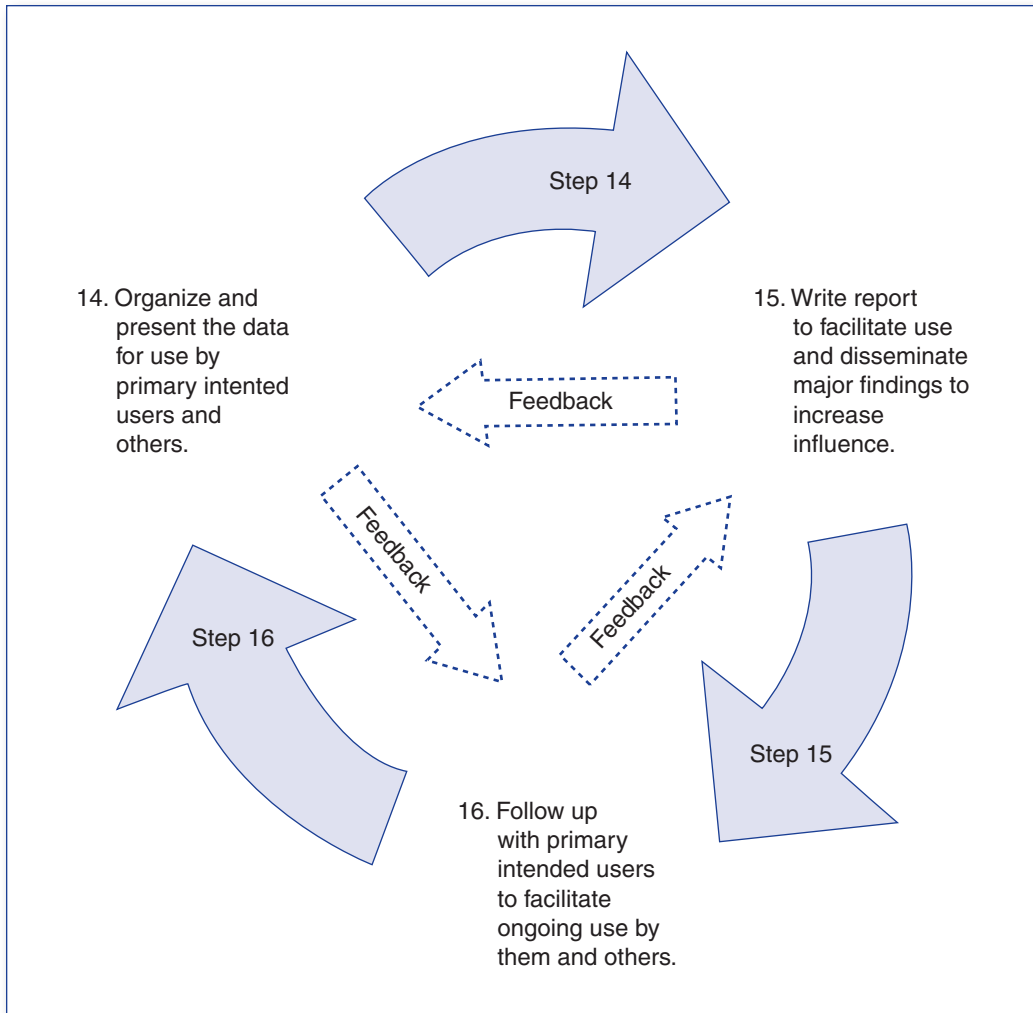 Step 14
14. Organize and
present the data
for use by
primary intented
users and
others.
15. Write report
to facilitate use
and disseminate
major findings to
increase
influence.
Feedback
Feedback
Feedback
Step 16
Step 15
16. Follow up
with primary
intended users
to facilitate
ongoing use by
them and others.